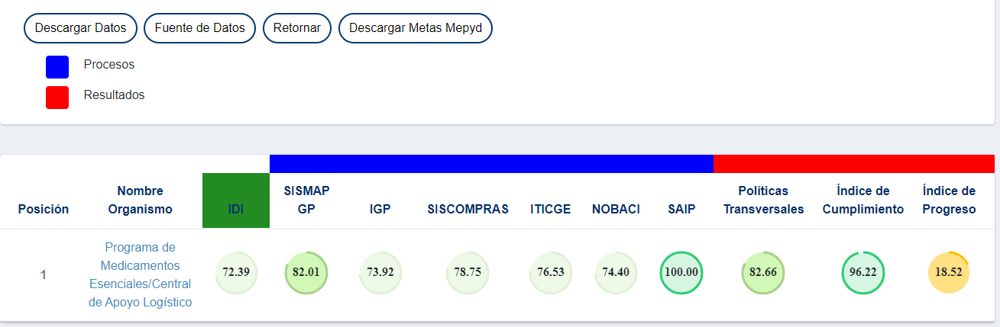 Descargar Datos
Fuente de Datos
Retornar
Descargar Metas Mepyd
Procesos
Resultados
Posición
Nombre
Organismo
IDI
SISMAP
GP
IGP
SISCOMPRAS
ITICGE
NOBACI
SAIP
Políticas
Transversales
Índice de
Cumplimiento
Índice de
Progreso
1
Programa de
Medicamentos
Esenciales/Central
de Apoyo Logístico
72.39
82.01
73.92
78.75
76.53
74.40
100.00
82.66
96.22
18.52